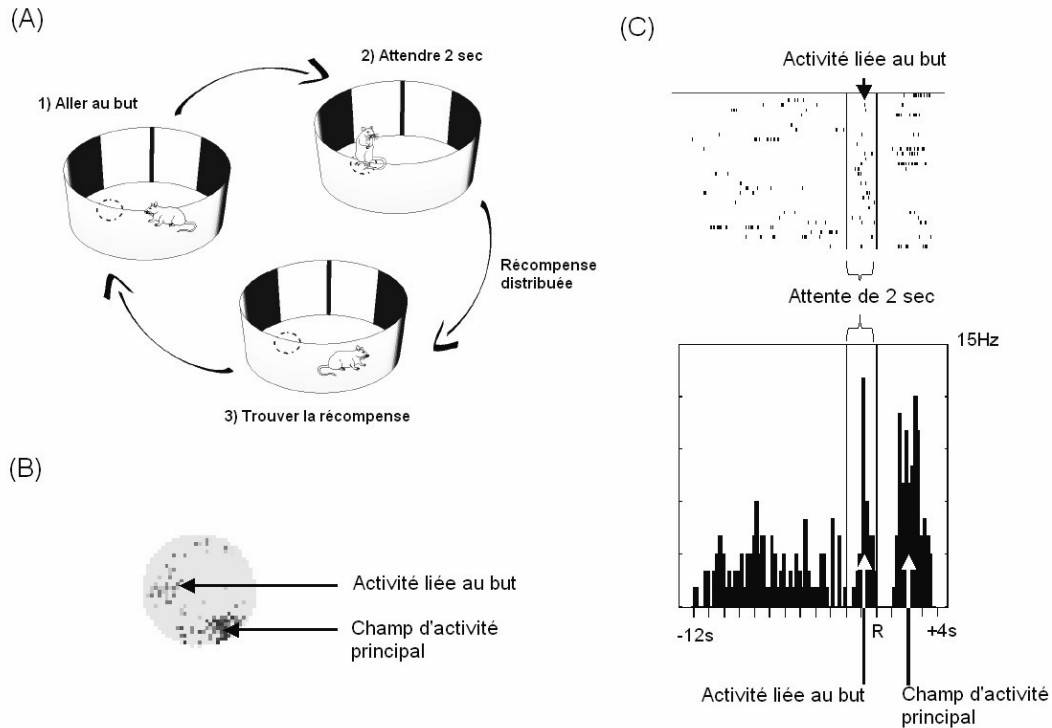 (A)
1) Aller au but
2) Attendre 2 sec
Récompense
distribuée
3) Trouver la récompense
(B)
Activité liée au but
Champ d'activité
principal
(C)
Activité liée au but
Attente de 2 sec
15Hz
-12s
R
+4s
Activité liée au but
Champ d'activité
principal